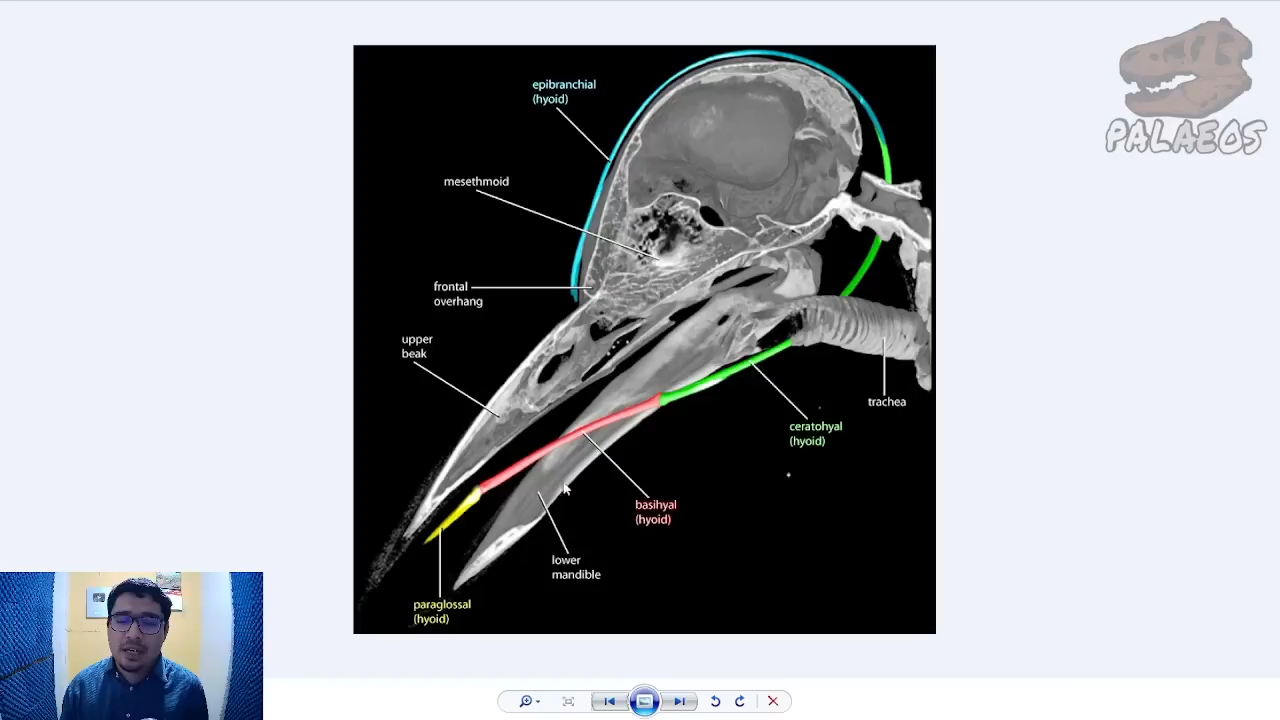 PALAEOS
epibranchial
(hyoid)
mesethmoid
frontal
overhang
upper
beak
trachea
ceratohyal
(hyoid)
basihyal
(hyoid)
lower
mandible
paraglossal
(hyoid)